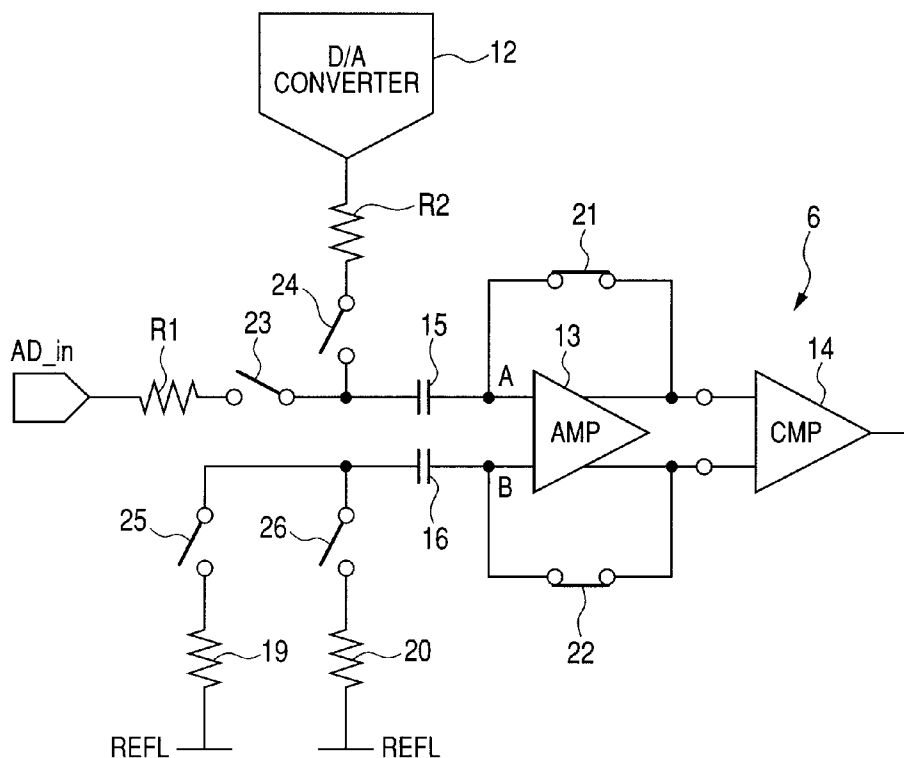 D/A
CONVERTER
12
R2
21
6
24
R1
23
15
13
14
AD_in
A
AMP
CMP
B
25
26
16
19
20
22
REFL
REFL